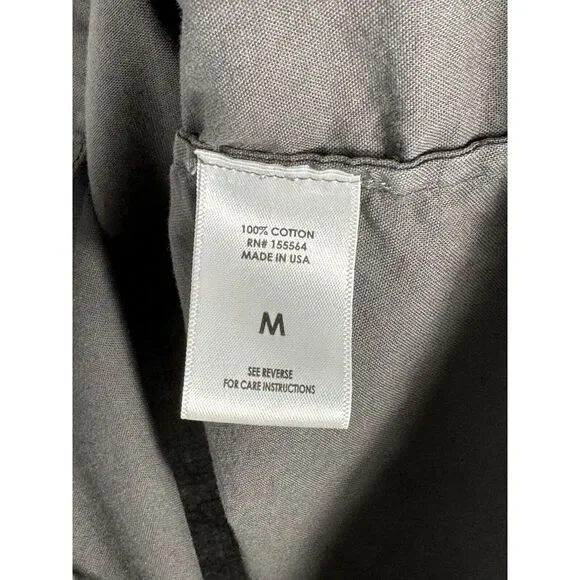 100% COTTON
RN# 155564
MADE IN USA
M
SEE REVERSE
FOR CARE INSTRUCTIONS